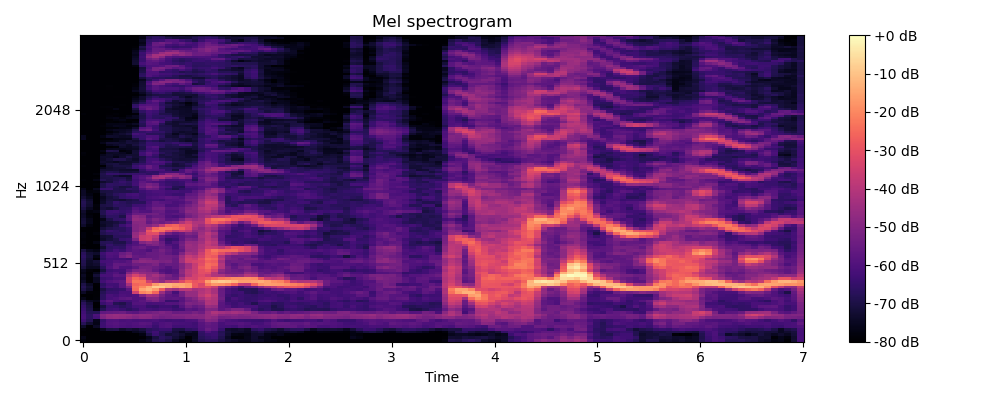 Mel spectrogram
Hz
2048
1024
512
0
0 1 2 3 4 5 6 7
Time
+0 dB
-10 dB
-20 dB
-30 dB
-40 dB
-50 dB
-60 dB
-70 dB
-80 dB